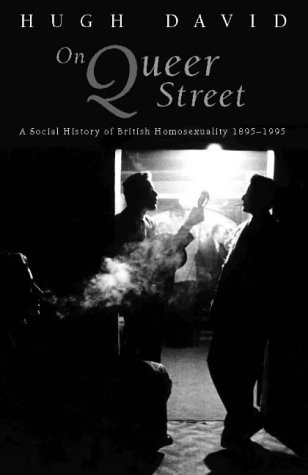 HUGH DAVID
On
Queer
Street
A Social History of British Homosexuality 1895–1995